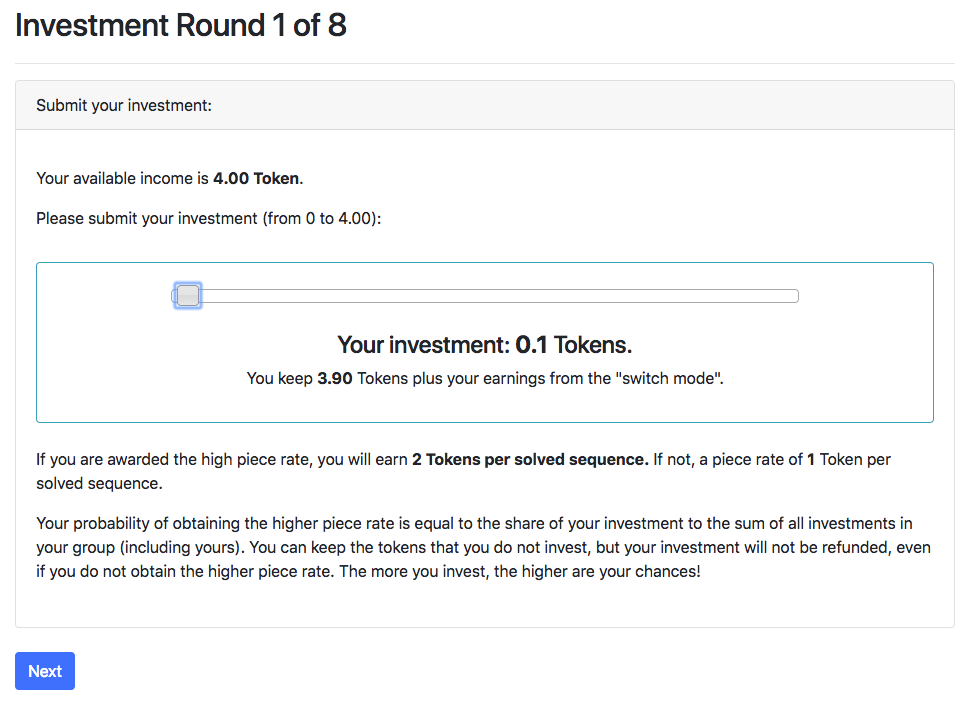 Investment Round 1 of 8
Submit your investment:
Your available income is 4.00 Token.
Please submit your investment (from 0 to 4.00):
Your investment: 0.1 Tokens.
You keep 3.90 Tokens plus your earnings from the "switch mode".
If you are awarded the high piece rate, you will earn 2 Tokens per solved sequence. If not, a piece rate of 1 Token per
solved sequence.
Your probability of obtaining the higher piece rate is equal to the share of your investment to the sum of all investments in
your group (including yours). You can keep the tokens that you do not invest, but your investment will not be refunded, even
if you do not obtain the higher piece rate. The more you invest, the higher are your chances!
Next